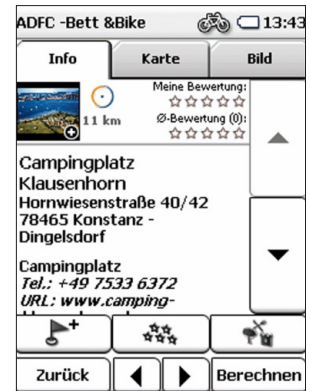 ADFC -Bett &Bike 13:43
Info Karte Bild
Meine Bewertung:
11 km
Ø-Bewertung (0):
Campingplatz
Klausenhorn
Hornwiesenstraße 40/42
78465 Konstanz -
Dingelsdorf
Campingplatz
Tel.: +49 7533 6372
URL: www.camping-
Zurück Berechnen